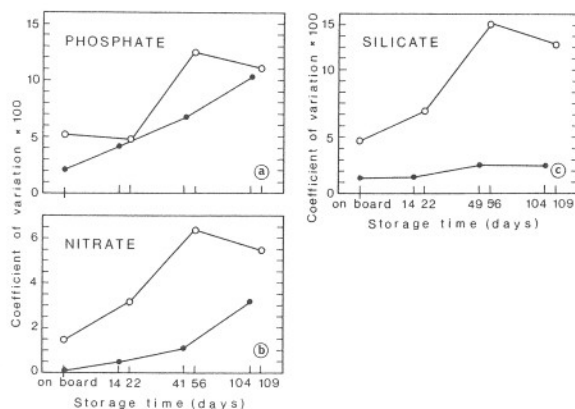 15
PHOSPHATE
10
5
0
a
Coefficient of variation × 100
6
NITRATE
4
2
0
b
on board 14 22 41 56 104 109
Storage time (days)
15
SILICATE
10
5
0
c
Coefficient of variation × 100
on board 14 22 49 56 104 109
Storage time (days)